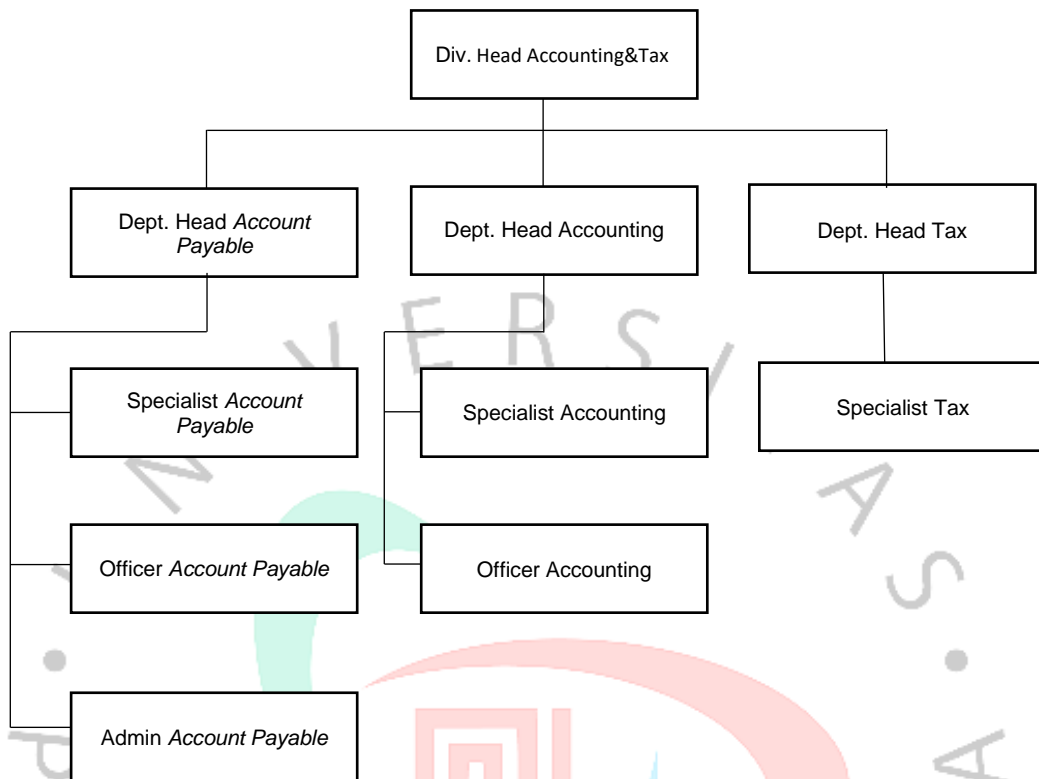 Div. Head Accounting&Tax
Dept. Head Account
Payable
Dept. Head Accounting
Dept. Head Tax
Specialist Account
Payable
Specialist Accounting
Specialist Tax
Officer Account Payable
Officer Accounting
Admin Account Payable